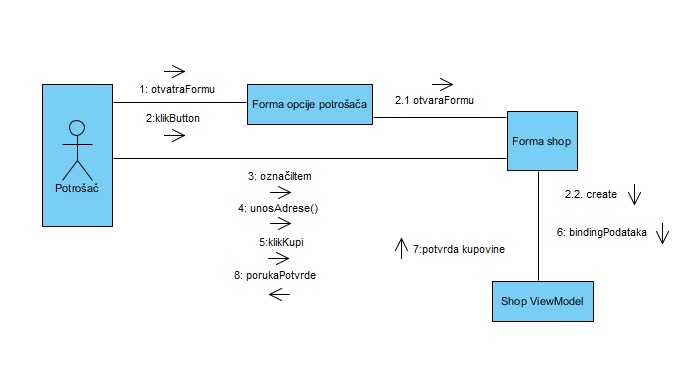 1: otvatraFormu
2:klikButton
Potrošač
Forma opcije potrošača
2.1 otvaraFormu
Forma shop
3: označiItem
4: unosAdrese()
5:klikKupi
8: porukaPotvrde
2.2. create
6: bindingPodataka
7:potvrda kupovine
Shop ViewModel